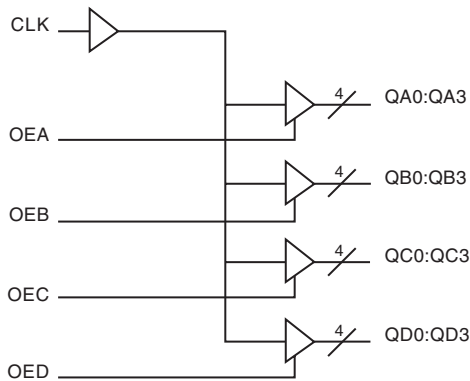 CLK
4
QA0:QA3
OEA
4
QB0:QB3
OEB
4
QC0:QC3
OEC
4
QD0:QD3
OED